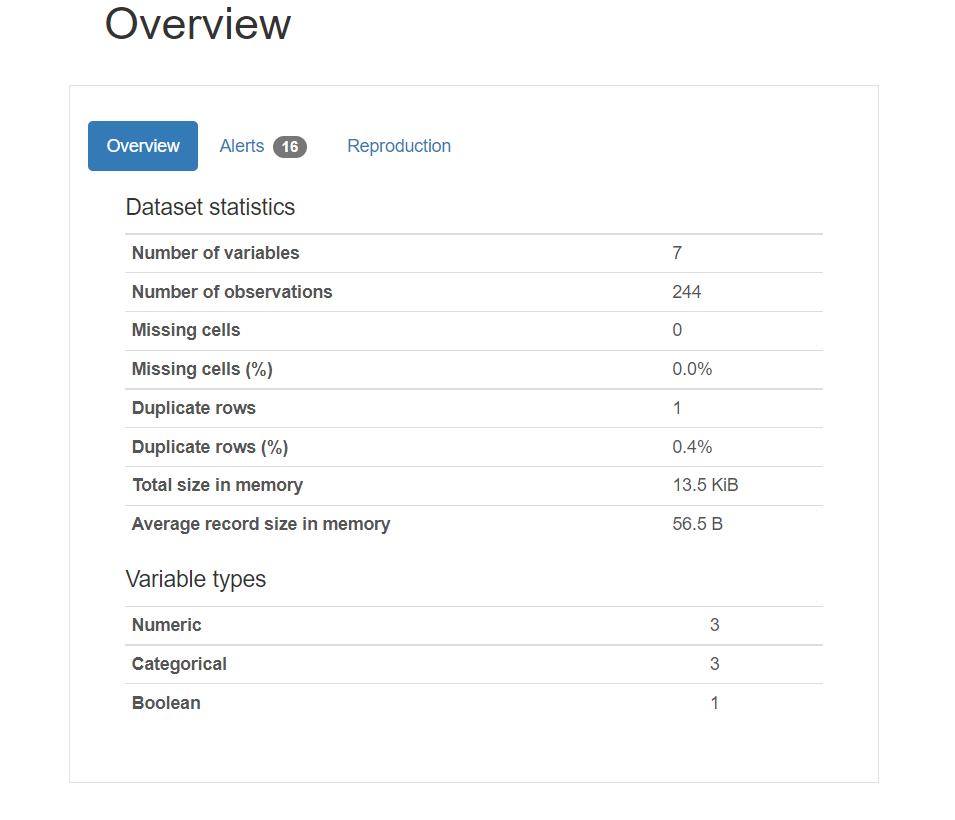 Overview
Overview Alerts 16 Reproduction
Dataset statistics
Number of variables 7
Number of observations 244
Missing cells 0
Missing cells (%) 0.0%
Duplicate rows 1
Duplicate rows (%) 0.4%
Total size in memory 13.5 KiB
Average record size in memory 56.5 B
Variable types
Numeric 3
Categorical 3
Boolean 1